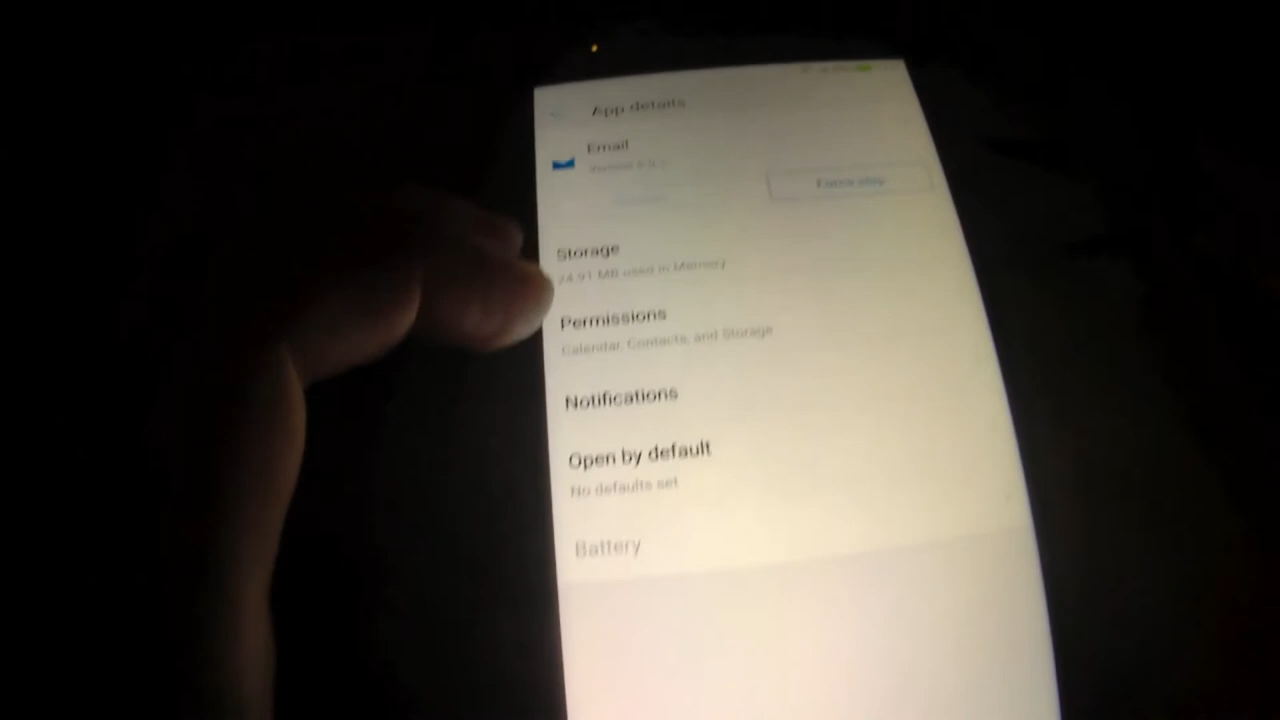 App details
Email
Force stop
Storage
24.91 MB used in Memory
Permissions
Calendar, Contacts, and Storage
Notifications
Open by default
No defaults set
Battery